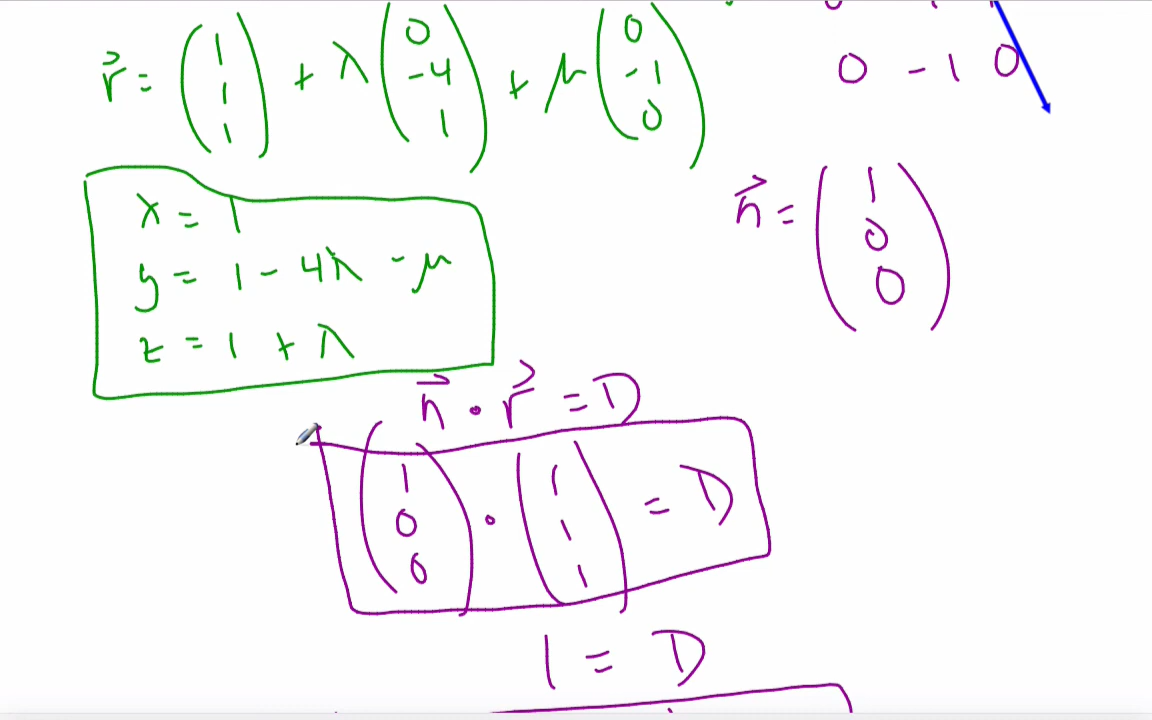 r⃗ = (1 1 1) + λ (0 -4 1) + μ (0 -1 0)
0 -1 0
n⃗ = (1 0 0)
x = 1
y = 1 - 4λ - μ
z = 1 + λ
n⃗ • r⃗ = D
(1 0 0) • (1 1 1) = D
1 = D